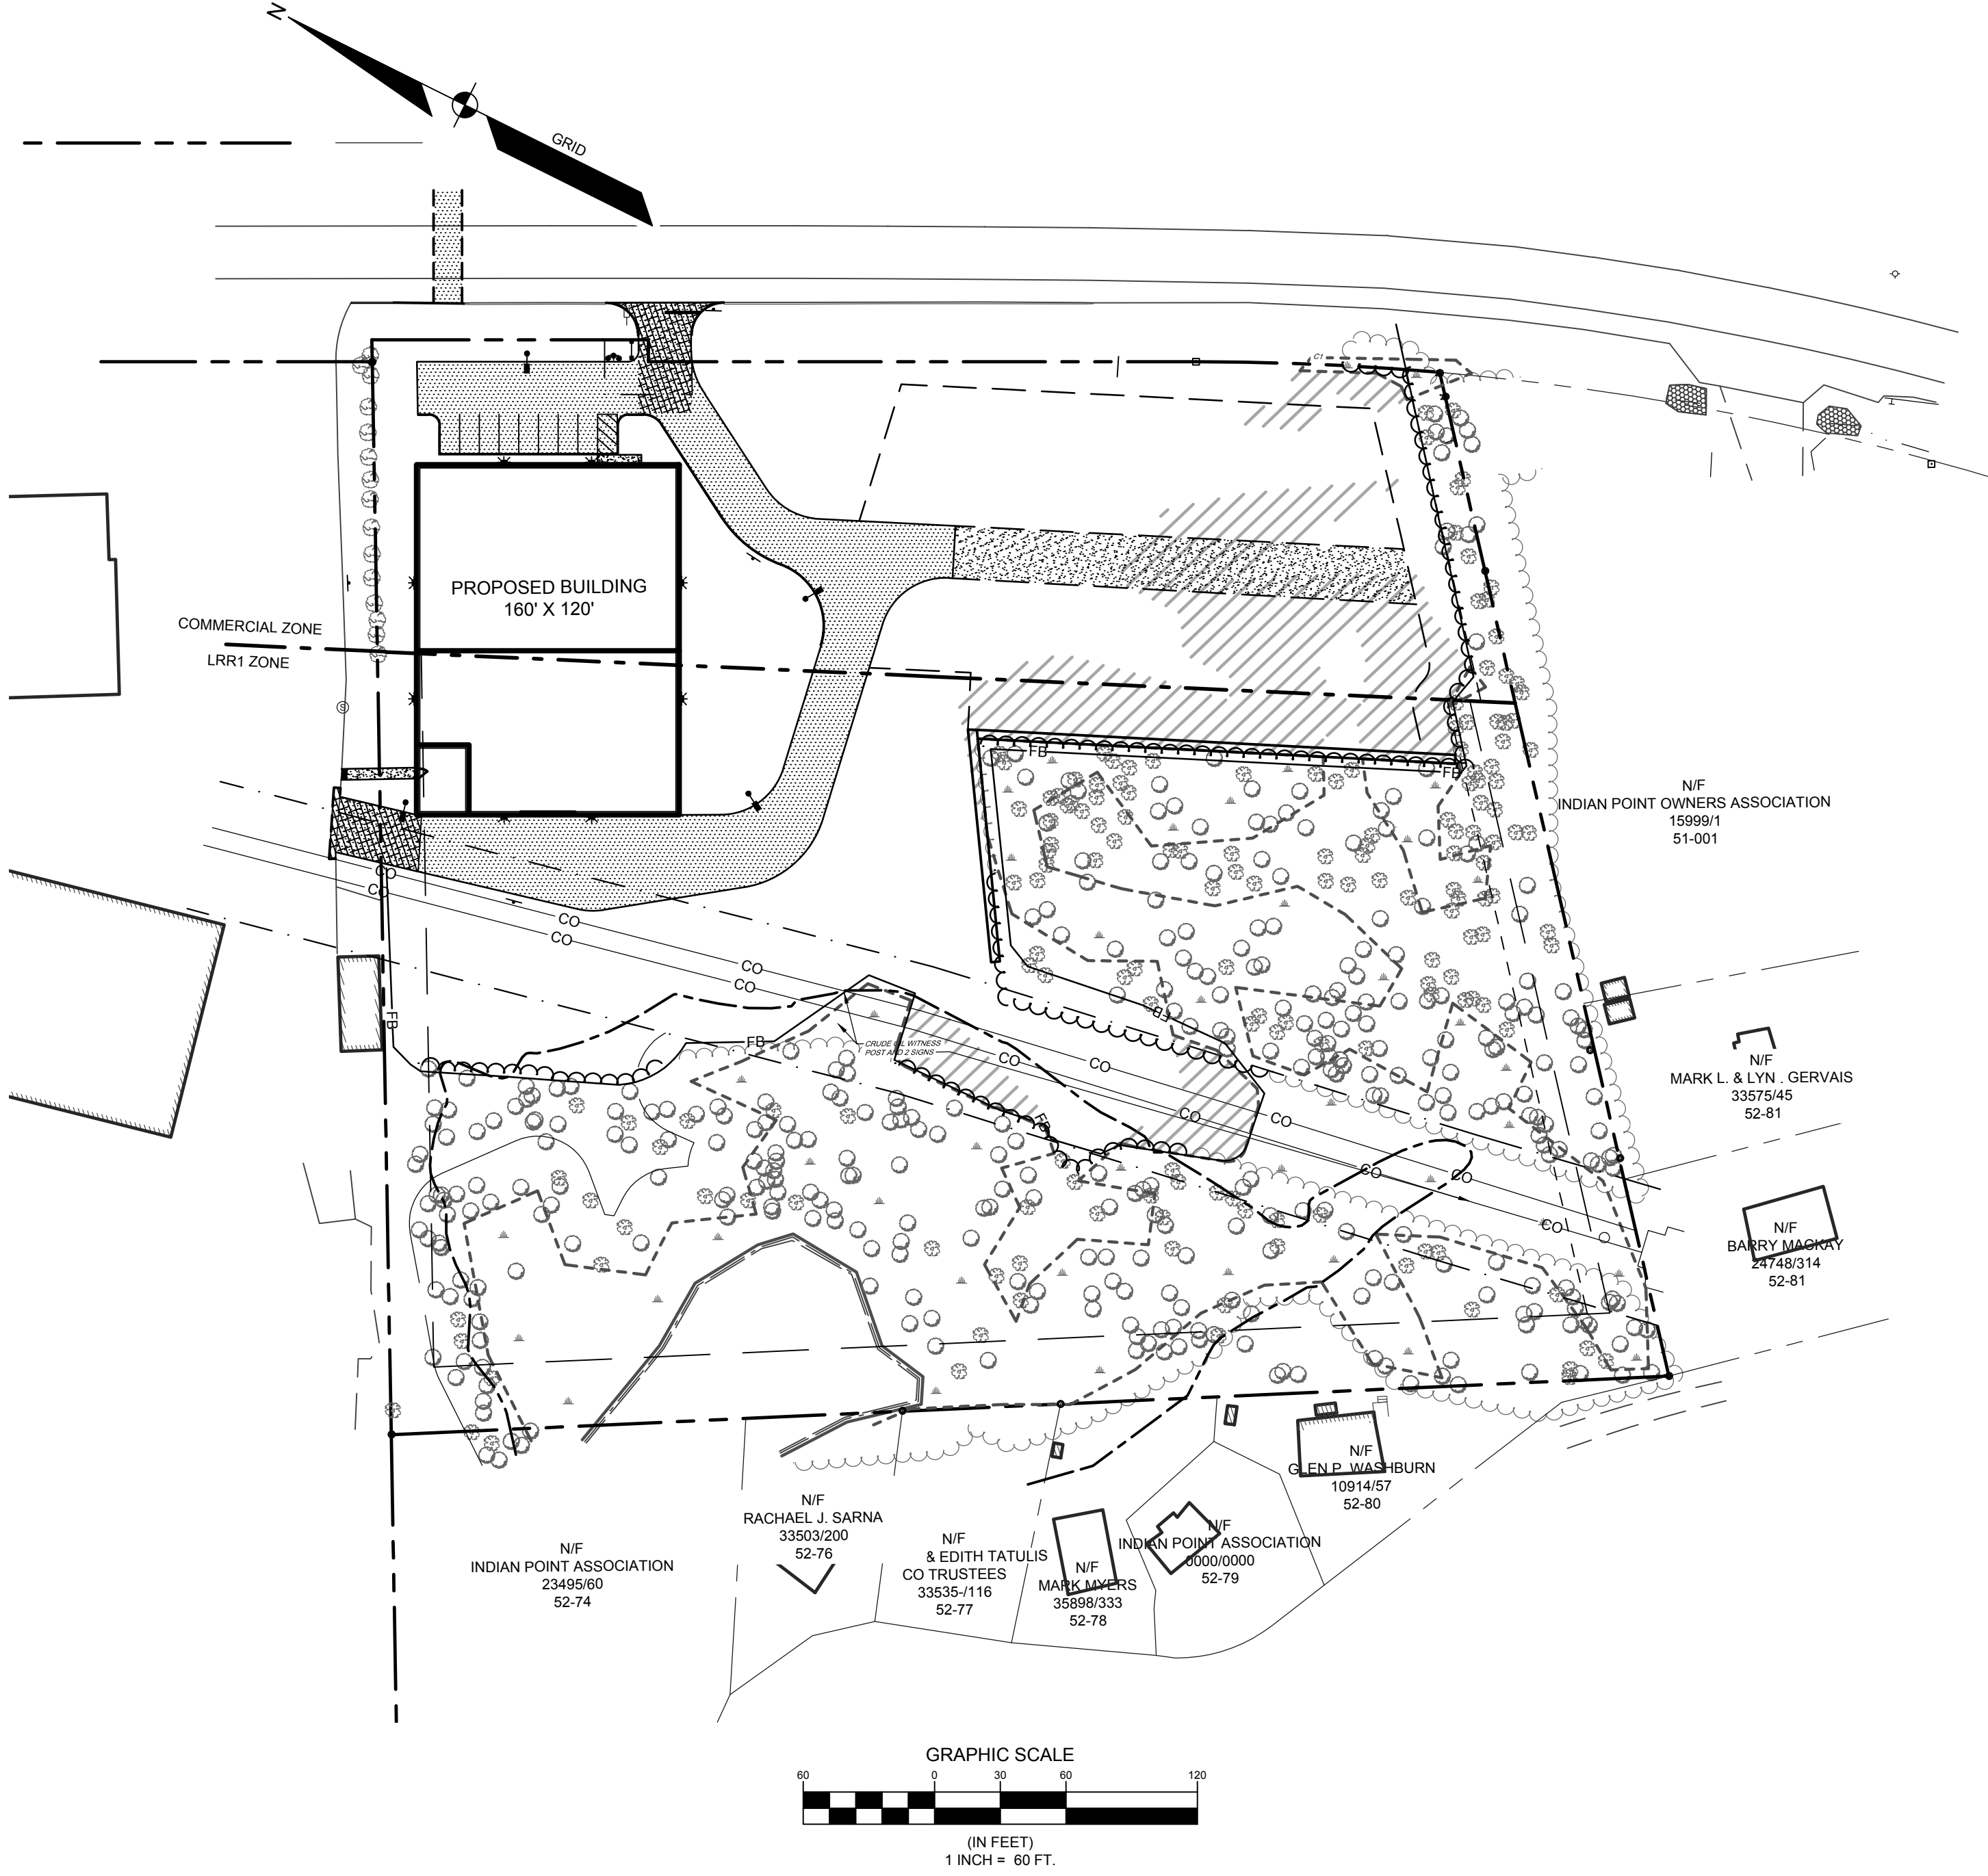 N
GRID
C1
PROPOSED BUILDING
160' X 120'
COMMERCIAL ZONE
LRR1 ZONE
S
FB
FB
N/F
INDIAN POINT OWNERS ASSOCIATION
15999/1
51-001
CO
CO
CO
CO
CO
CO
FB
FB
FB
CRUDE OIL WITNESS
POST AND 2 SIGNS
CO
CO
FB
CO
CO
CO
CO
CO
N/F
MARK L. & LYN . GERVAIS
33575/45
52-81
N/F
BARRY MACKAY
24748/314
52-81
N/F
GLEN P. WASHBURN
10914/57
52-80
N/F
RACHAEL J. SARNA
33503/200
52-76
N/F
INDIAN POINT ASSOCIATION
0000/0000
52-79
N/F
& EDITH TATULIS
CO TRUSTEES
33535-/116
52-77
N/F
INDIAN POINT ASSOCIATION
23495/60
52-74
N/F
MARK MYERS
35898/333
52-78
GRAPHIC SCALE
60 0 30 60 120
(IN FEET)
1 INCH = 60 FT.